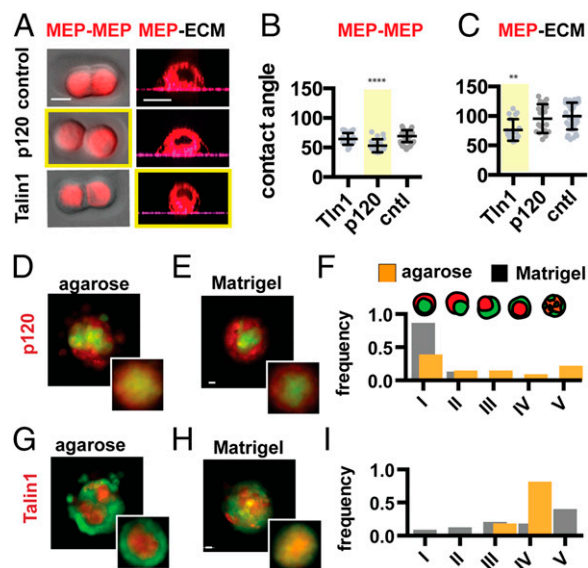 A MEP-MEP MEP-ECM
control
p120
Talin1
B MEP-MEP
contact angle
150
100
50
0
****
Tln1 p120 cntl
C MEP-ECM
150
100
50
0
**
Tln1 p120 cntl
D agarose
p120
E Matrigel
F agarose Matrigel
frequency
1.0
0.5
0.0
I II III IV V
G agarose
Talin1
H Matrigel
I
frequency
1.0
0.5
0.0
I II III IV V